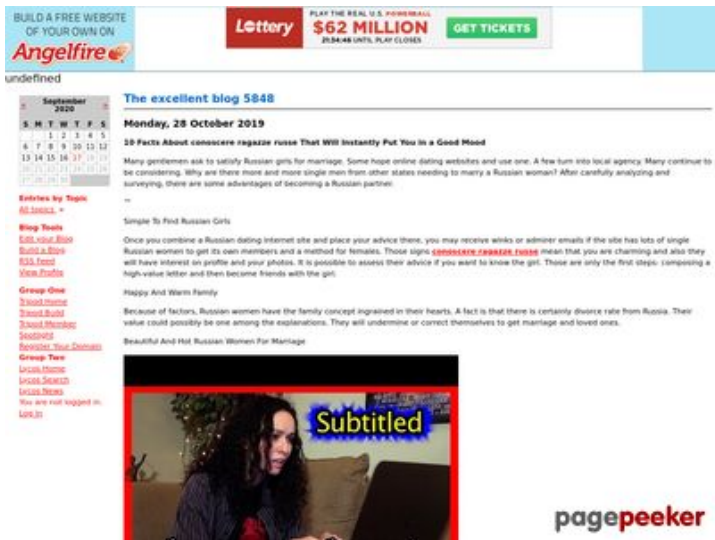 BUILD A FREE WEBSITE
OF YOUR OWN ON
Angelfire
Lottery
PLAY THE REAL U.S. POWERBALL
$62 MILLION
21:54:46 UNTIL PLAY CLOSES
GET TICKETS
undefined
«
September
2020
»
S M T W T F S
1 2 3 4 5
6 7 8 9 10 11 12
13 14 15 16 17 18 19
20 21 22 23 24 25 26
27 28 29 30
Entries by Topic
All topics «
Blog Tools
Edit your Blog
Build a Blog
RSS Feed
View Profile
Group One
Tripod Home
Tripod Build
Tripod Member
Spotlight
Register Your Domain
Group Two
Lycos Home
Lycos Search
Lycos News
You are not logged in.
Log in
The excellent blog 5848
Monday, 28 October 2019
10 Facts About conoscere ragazze russe That Will Instantly Put You in a Good Mood
Many gentlemen ask to satisfy Russian girls for marriage. Some hope online dating websites and use one. A few turn into local agency. Many continue to
be considering. Why are there more and more single men from other states needing to marry a Russian woman? After carefully analyzing and
surveying, there are some advantages of becoming a Russian partner.
Simple To Find Russian Girls
Once you combine a Russian dating internet site and place your advice there, you may receive winks or admirer emails if the site has lots of single
Russian women to get its own members and a method for females. Those signs conoscere ragazze russe mean that you are charming and also they
will have interest on profile and your photos. It is possible to assess their advice if you want to know the girl. Those are only the first steps: composing a
high-value letter and then become friends with the girl.
Happy And Warm Family
Because of factors, Russian women have the family concept ingrained in their hearts. A fact is that there is certainly divorce rate from Russia. Their
value could possibly be one among the explanations. They will undermine or correct themselves to get marriage and loved ones.
Beautiful And Hot Russian Women For Marriage
Subtitled
pagepeeker